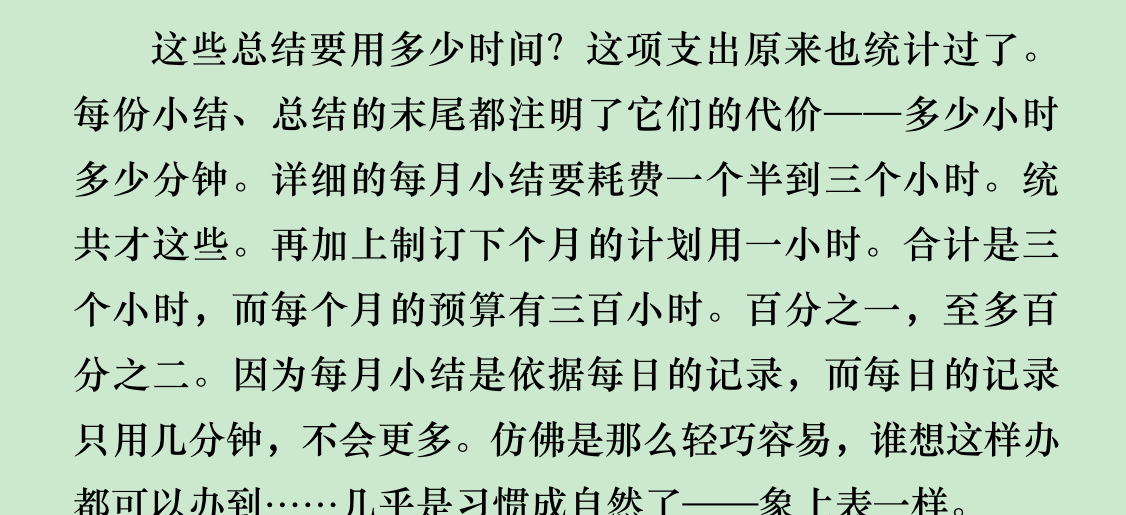 这些总结要用多少时间？这项支出原来也统计过了。
每份小结、总结的末尾都注明了它们的代价——多少小时
多少分钟。详细的每月小结要耗费一个半到三个小时。统
共才这些。再加上制订下个月的计划用一小时。合计是三
个小时，而每个月的预算有三百小时。百分之一，至多百
分之二。因为每月小结是依据每日的记录，而每日的记录
只用几分钟，不会更多。仿佛是那么轻巧容易，谁想这样办
都可以办到……几乎是习惯成自然了——象上表一样。